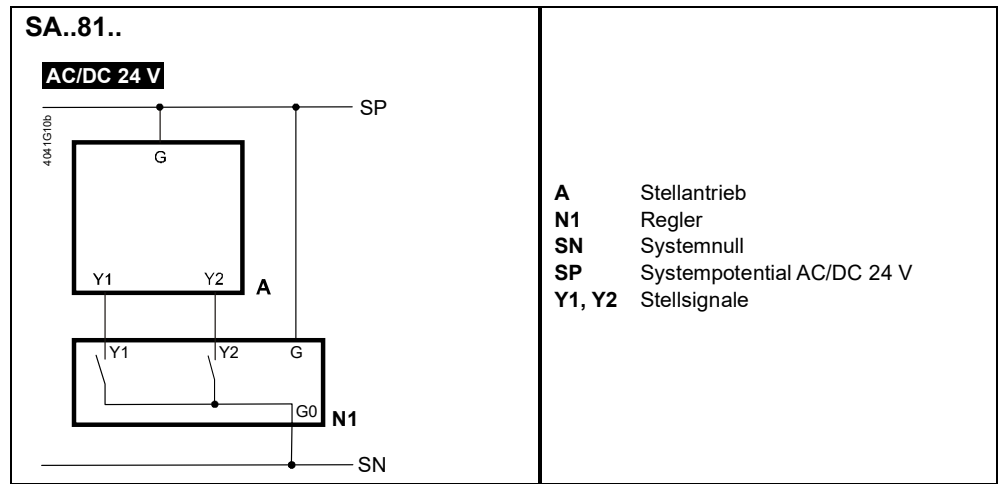 SA..81..
AC/DC 24 V
SP
4041G10b
G
Y1 Y2 A
Y1 Y2 G
G0 N1
SN
A Stellantrieb
N1 Regler
SN Systemnull
SP Systempotential AC/DC 24 V
Y1, Y2 Stellsignale